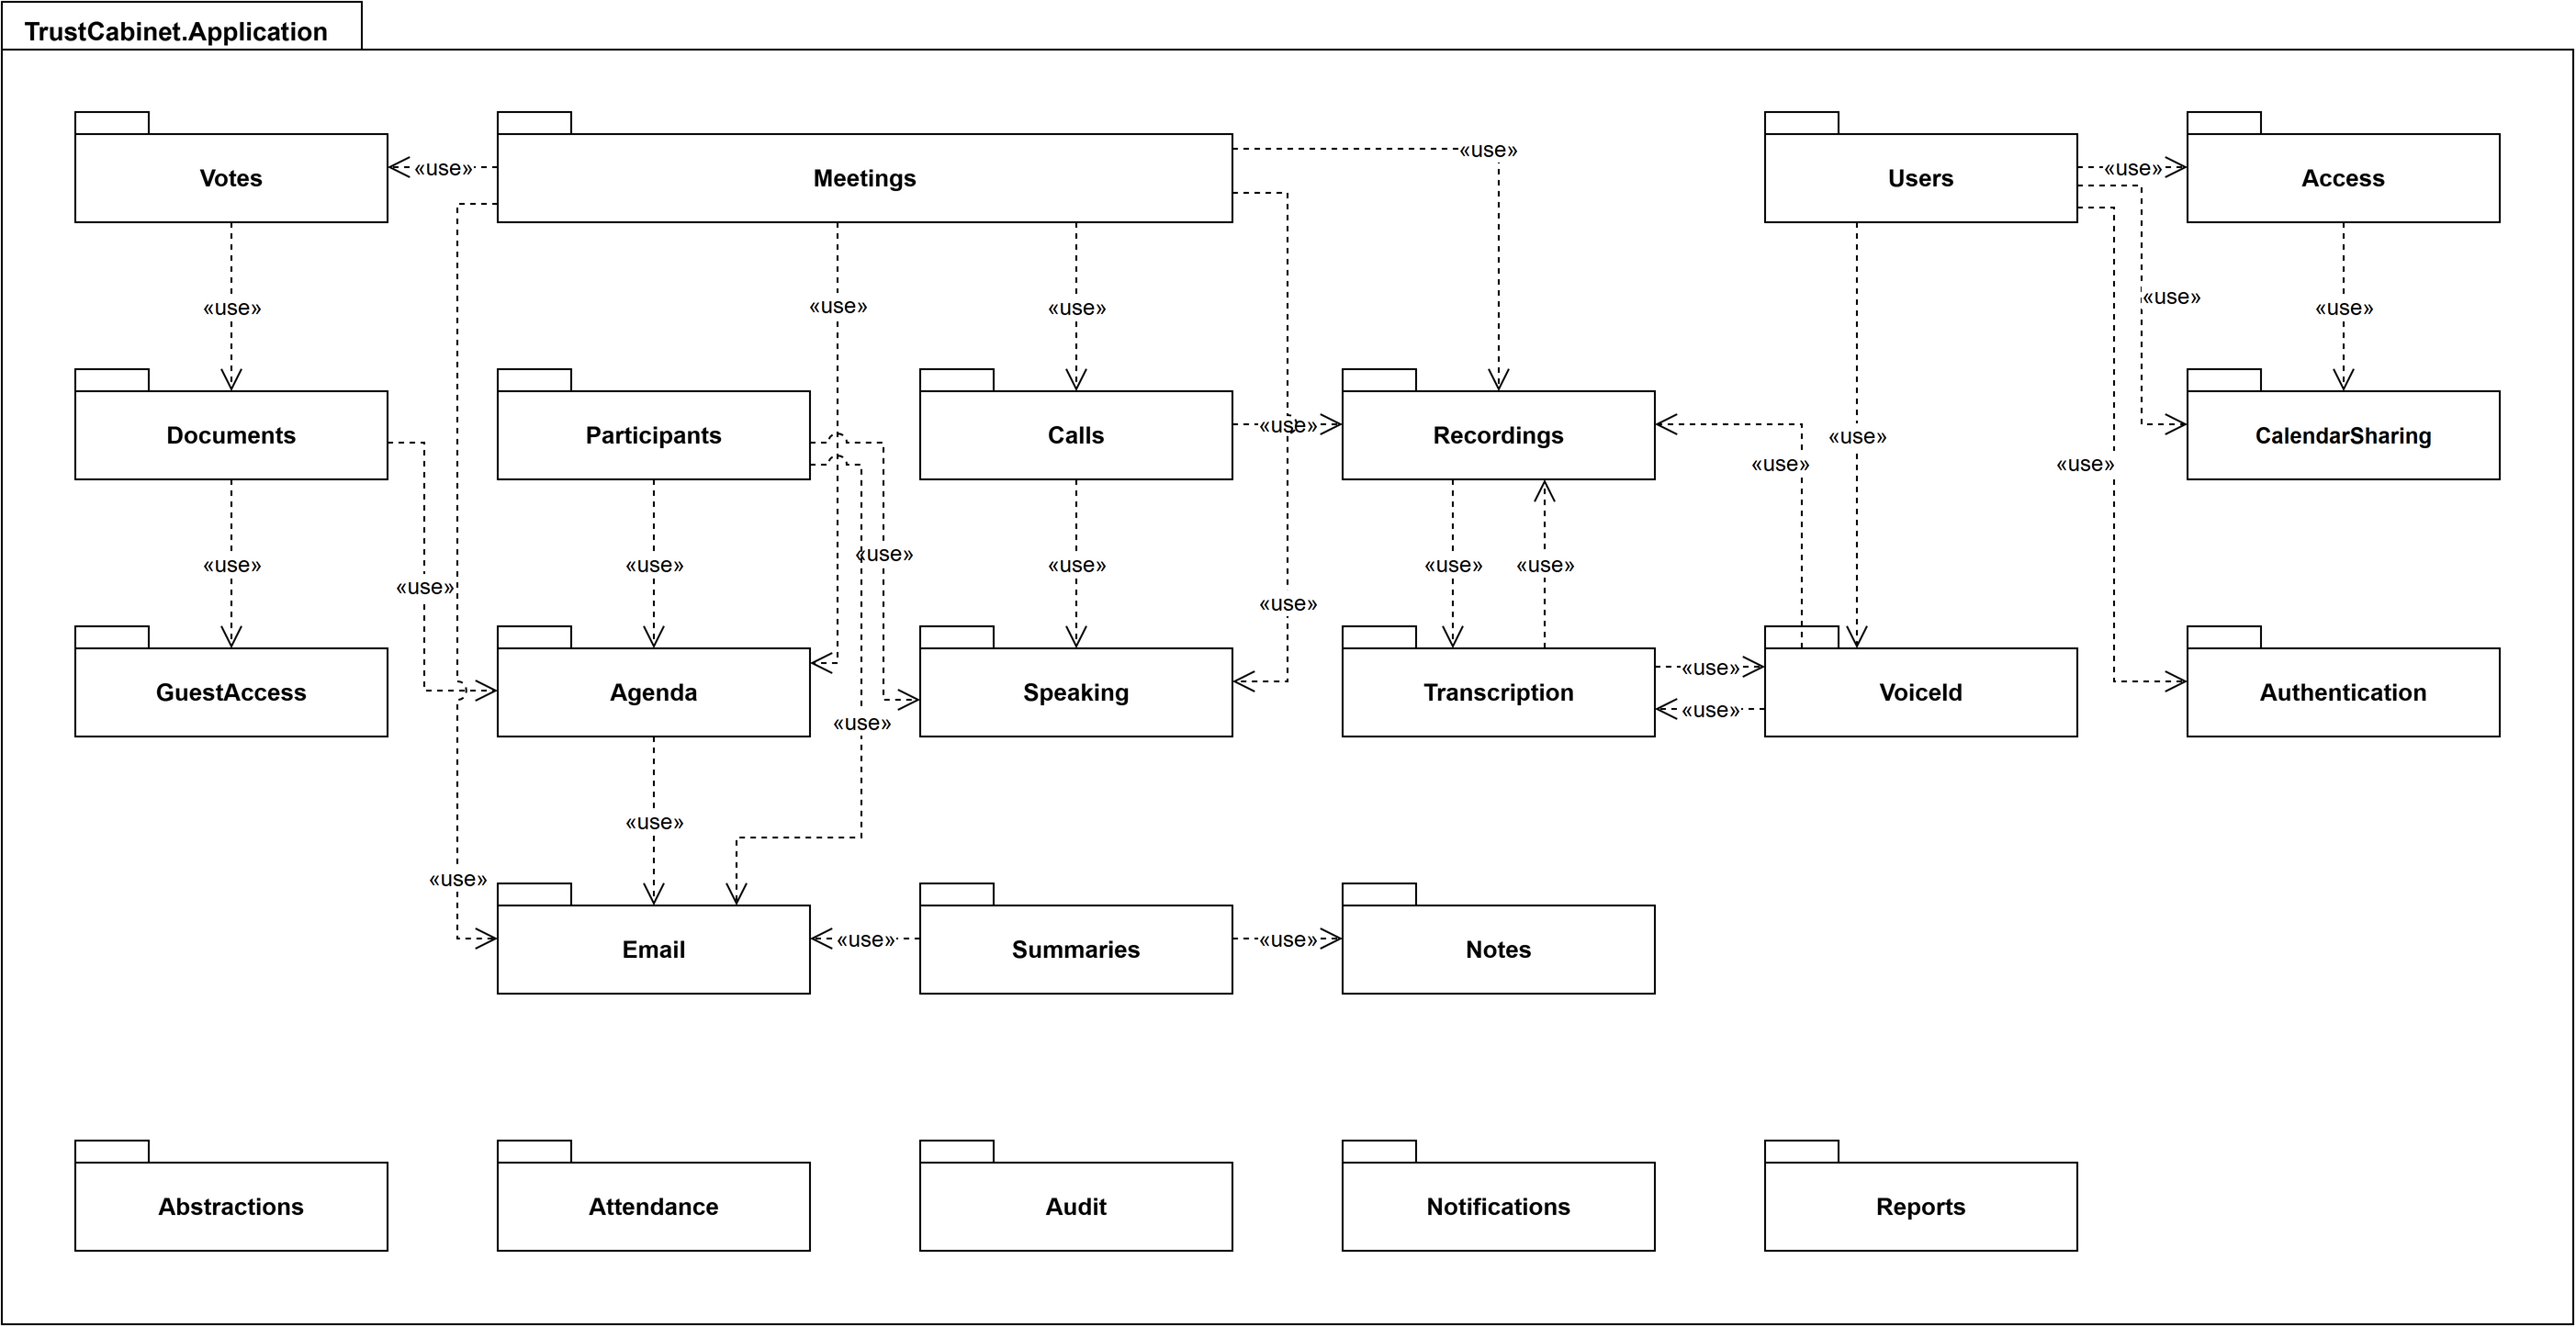 TrustCabinet.Application
Votes
«use»
Meetings
«use»
Users
«use»
Access
«use»
«use»
«use»
«use»
«use»
«use»
Documents
Participants
Calls
«use»
Recordings
«use»
«use»
«use»
CalendarSharing
«use»
«use»
«use»
«use»
«use»
«use»
«use»
«use»
«use»
GuestAccess
Agenda
Speaking
Transcription
«use»
«use»
VoiceId
Authentication
«use»
«use»
«use»
Email
«use»
Summaries
«use»
Notes
Abstractions
Attendance
Audit
Notifications
Reports